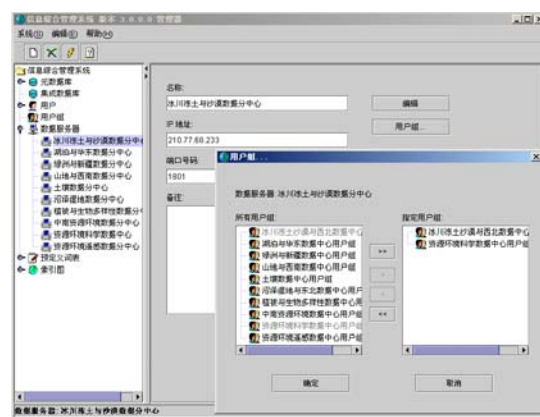 信息综合管理系统 版本 3.0.0.0 管理器
系统(S) 编辑(E) 帮助(H)
信息综合管理系统
元数据库
集成数据库
用户
用户组
数据服务器
冰川冻土与沙漠数据分中心
湖泊与华东数据分中心
绿洲与新疆数据分中心
山地与西南数据分中心
土壤数据分中心
沼泽湿地数据分中心
植被与生物多样性数据分中心
中南资源环境数据分中心
资源环境科学数据中心
资源环境遥感数据分中心
预定义词表
索引图
名称:
冰川冻土与沙漠数据分中心
编辑
IP 地址:
210.77.68.233
用户组...
端口号码:
1801
备注:
用户组...
数据服务器: 冰川冻土与沙漠数据分中心
所有用户组:
冰川冻土沙漠与西北数据中心
湖泊与华东数据中心用户组
绿洲与新疆数据中心用户组
山地与西南数据中心用户组
土壤数据中心用户组
沼泽湿地与东北数据中心用户
植被与生物多样性数据中心用
中南资源环境数据中心用户组
资源环境科学数据中心用户组
资源环境遥感数据中心用户组
>>
>
<
<<
指定用户组:
冰川冻土沙漠与西北数据中心
资源环境科学数据中心用户组
确定
取消
数据服务器: 冰川冻土与沙漠数据分中心